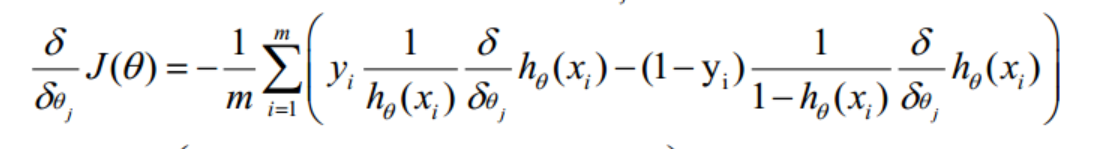 δ/δθ_j J(θ) = −1/m ∑_{i=1}^{m} ( y_i 1/h_θ(x_i) δ/δθ_j h_θ(x_i) − (1 − y_i) 1/(1 − h_θ(x_i)) δ/δθ_j h_θ(x_i) )